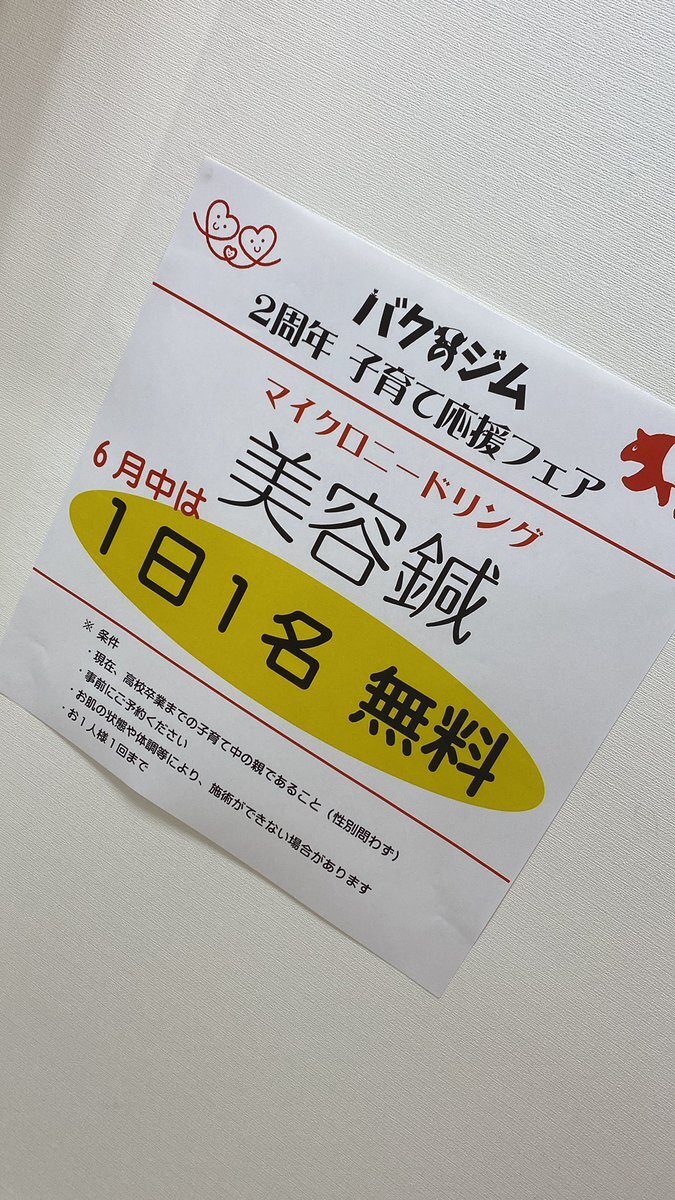 バクのジム
2周年 子育て応援フェア
マイクロニードリング
美容鍼
6月中は
1日1名 無料
※ 条件
・現在、高校卒業までの子育て中の親であること（性別問わず）
・事前にご予約ください
・お肌の状態や体調等により、施術ができない場合があります
・お1人様1回まで